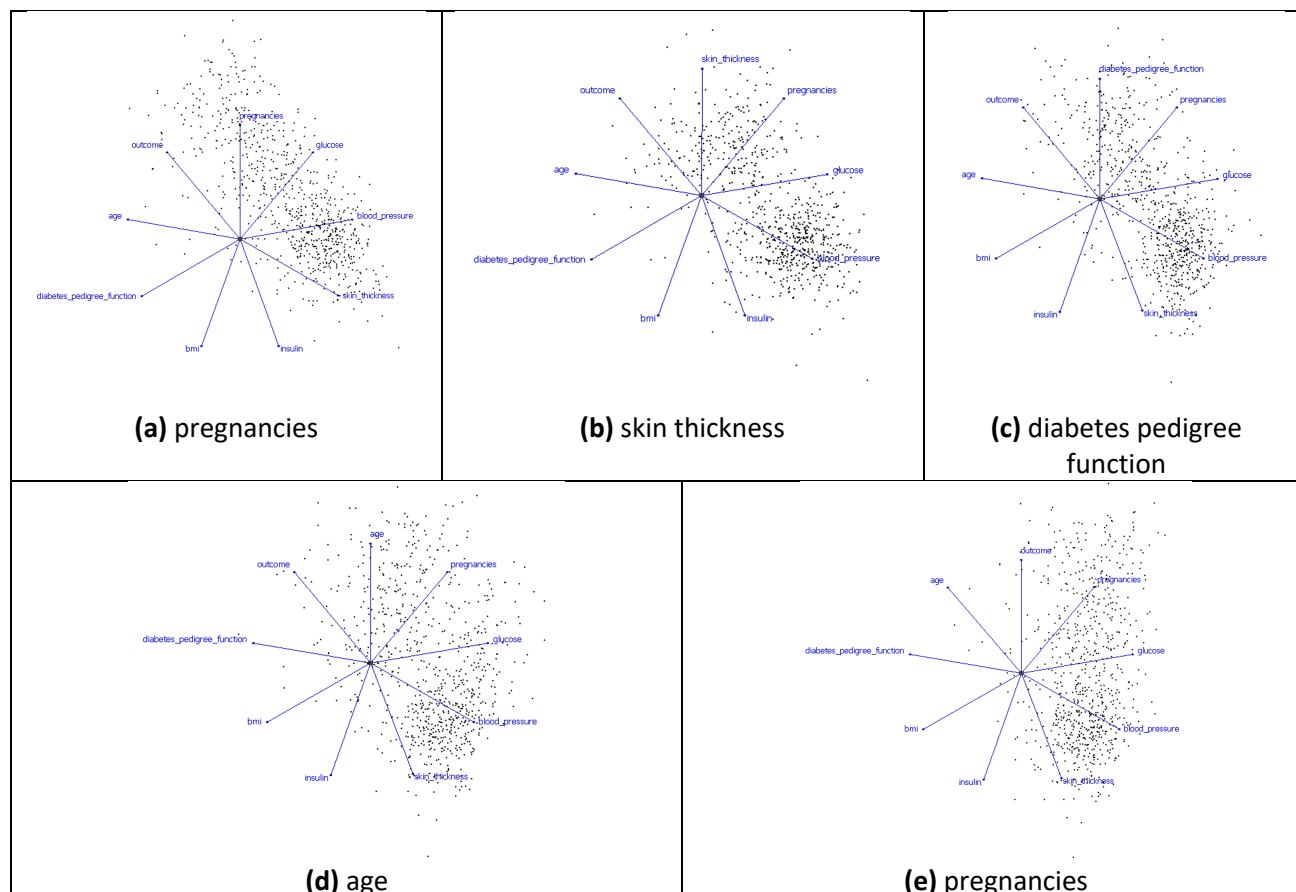 pregnancies
outcome
glucose
age
blood_pressure
diabetes_pedigree_function
skin_thickness
bmi
insulin
(a) pregnancies
skin_thickness
outcome
pregnancies
age
glucose
diabetes_pedigree_function
blood_pressure
bmi
insulin
(b) skin thickness
diabetes_pedigree_function
outcome
pregnancies
age
glucose
bmi
blood_pressure
insulin
skin_thickness
(c) diabetes pedigree
function
age
outcome
pregnancies
diabetes_pedigree_function
glucose
bmi
blood_pressure
insulin
skin_thickness
(d) age
outcome
age
pregnancies
diabetes_pedigree_function
glucose
bmi
blood_pressure
insulin
skin_thickness
(e) pregnancies